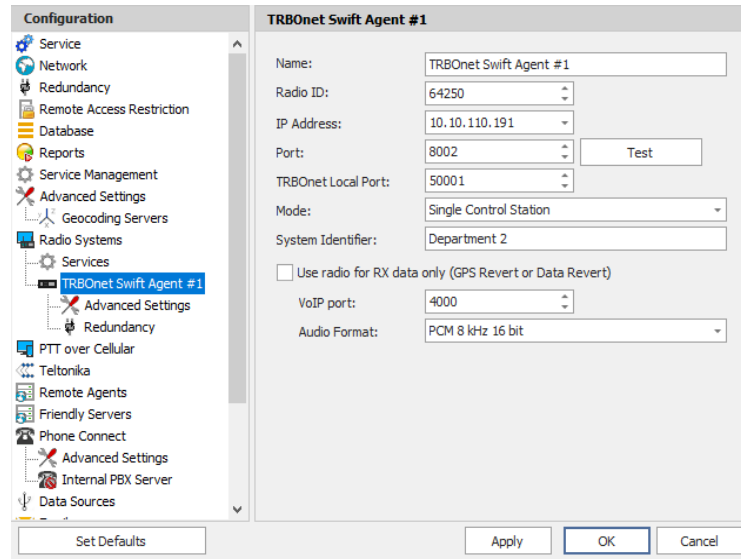 Configuration
Service
Network
Redundancy
Remote Access Restriction
Database
Reports
Service Management
Advanced Settings
Geocoding Servers
Radio Systems
Services
TRBOnet Swift Agent #1
Advanced Settings
Redundancy
PTT over Cellular
Teltonika
Remote Agents
Friendly Servers
Phone Connect
Advanced Settings
Internal PBX Server
Data Sources
Set Defaults
TRBOnet Swift Agent #1
Name: TRBOnet Swift Agent #1
Radio ID: 64250
IP Address: 10.10.110.191
Port: 8002 Test
TRBOnet Local Port: 50001
Mode: Single Control Station
System Identifier: Department 2
Use radio for RX data only (GPS Revert or Data Revert)
VoIP port: 4000
Audio Format: PCM 8 kHz 16 bit
Apply OK Cancel